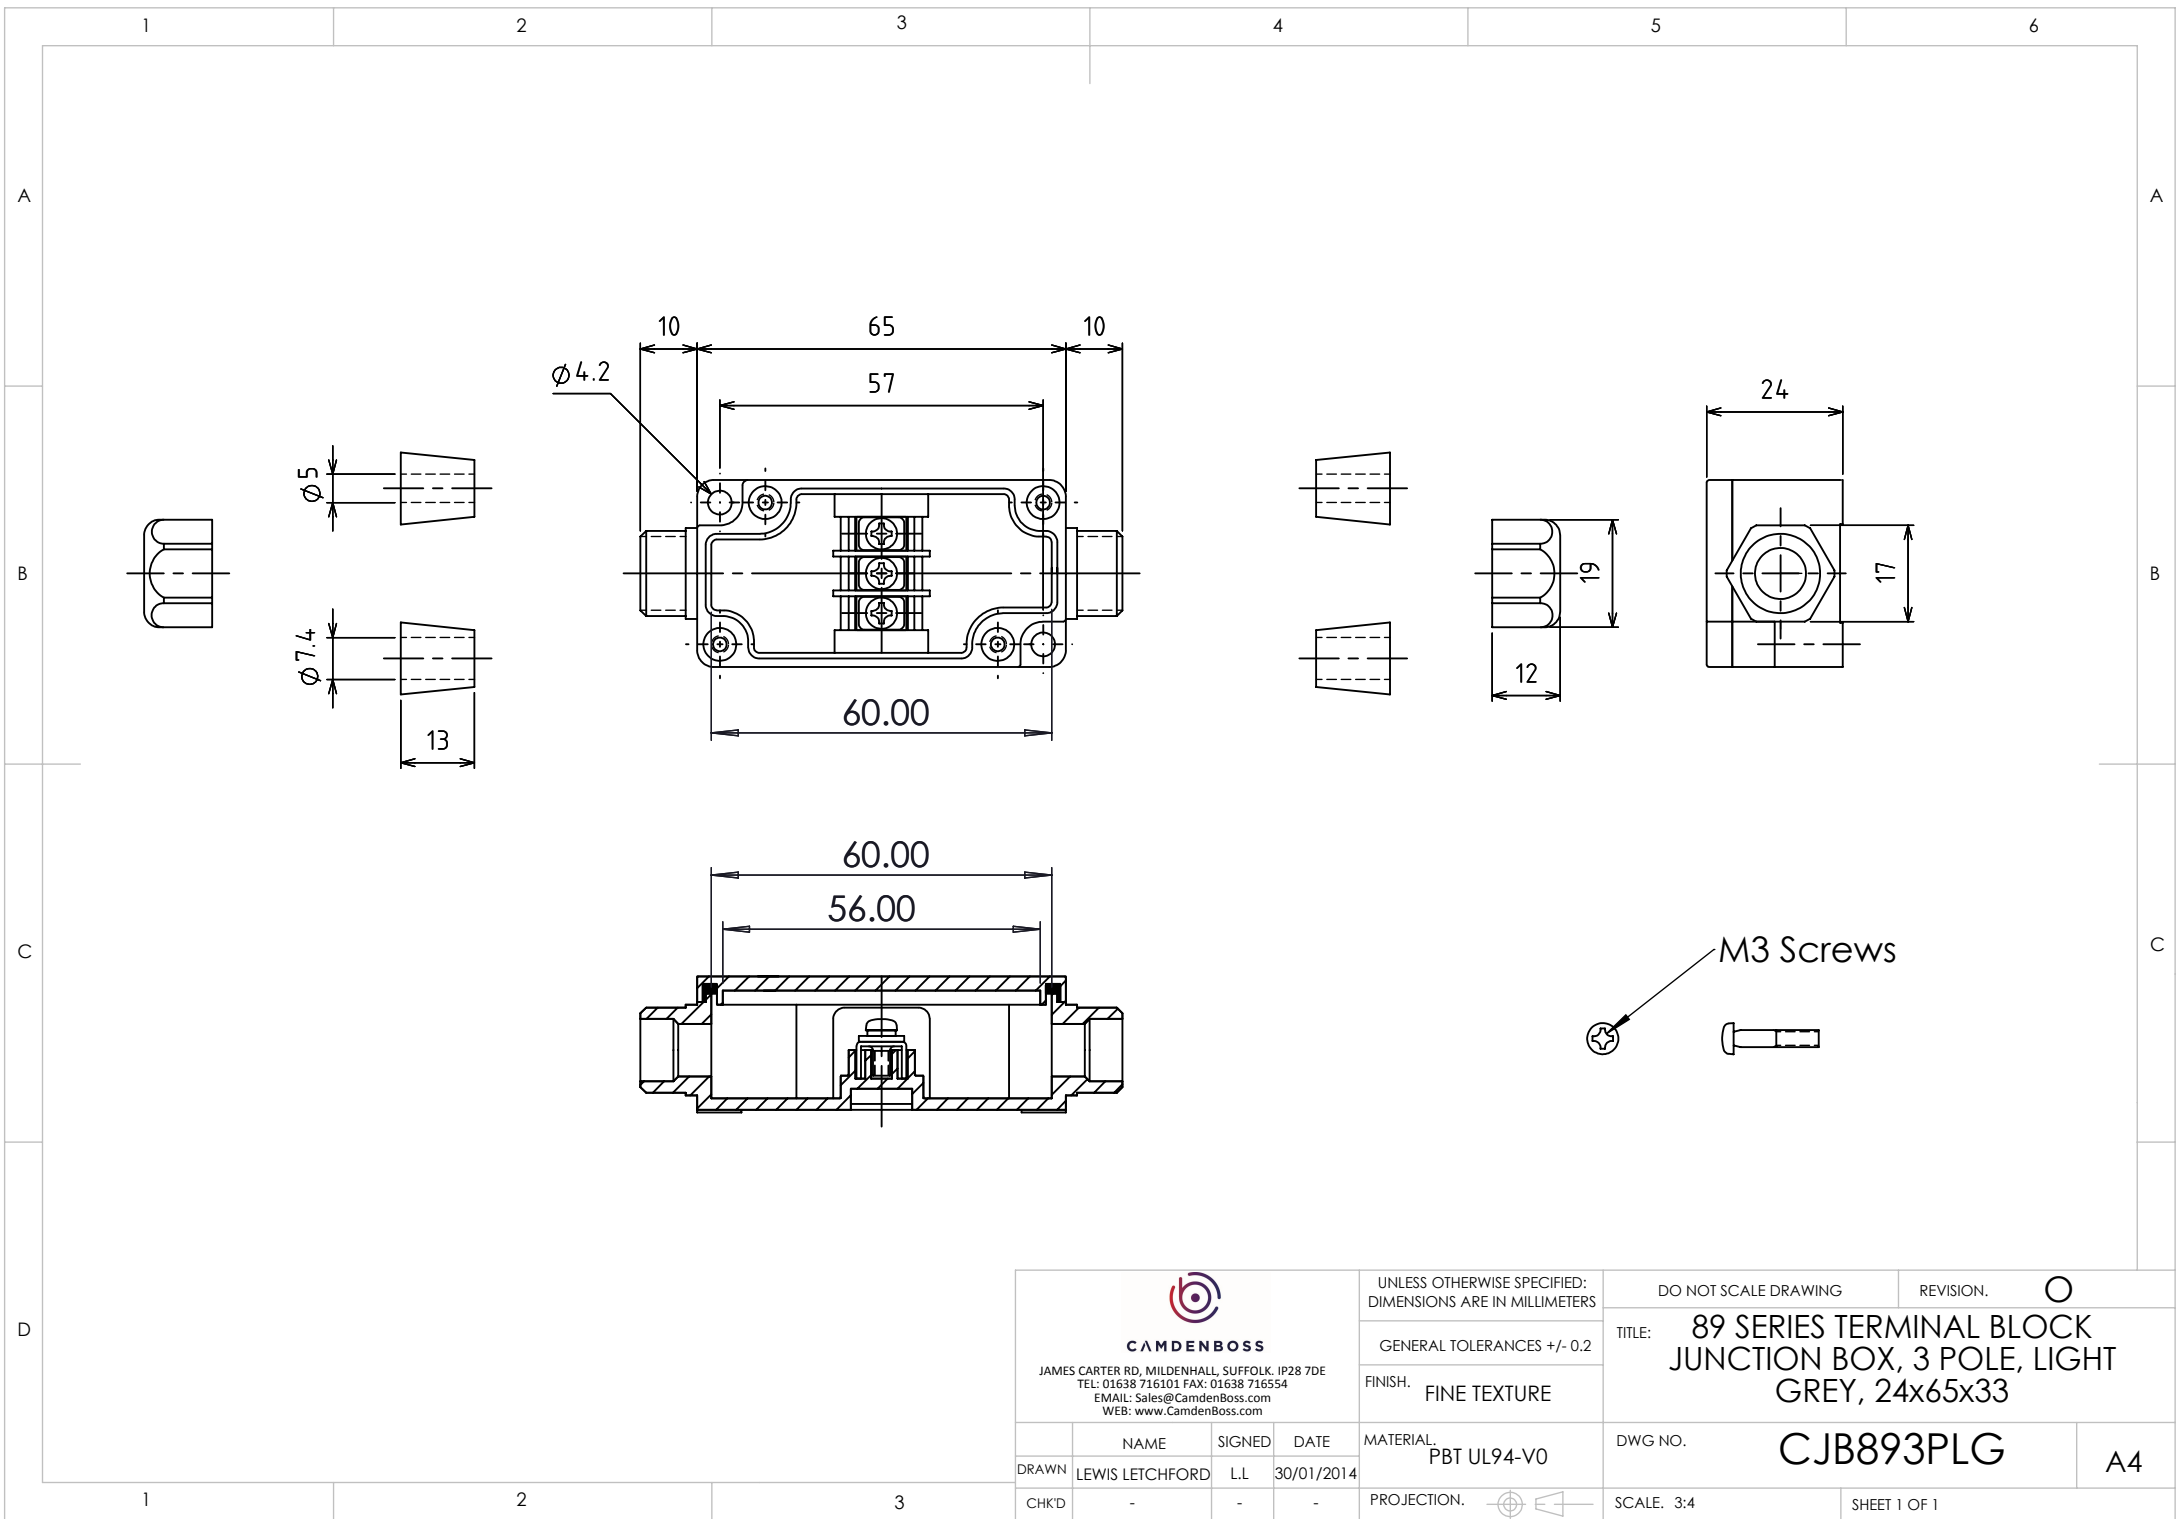 1 2 3 4 5 6
A A
10 65 10
⌀4.2
57
24
⌀5
B B
19
17
⌀7.4
12
60.00
13
60.00
56.00
C C
M3 Screws
D
CAMDENBOSS
JAMES CARTER RD, MILDENHALL, SUFFOLK. IP28 7DE
TEL: 01638 716101 FAX: 01638 716554
EMAIL: Sales@CamdenBoss.com
WEB: www.CamdenBoss.com
NAME SIGNED DATE
DRAWN LEWIS LETCHFORD L.L 30/01/2014
CHK'D - - -
UNLESS OTHERWISE SPECIFIED:
DIMENSIONS ARE IN MILLIMETERS
GENERAL TOLERANCES +/- 0.2
FINISH. FINE TEXTURE
MATERIAL. PBT UL94-V0
PROJECTION.
DO NOT SCALE DRAWING
REVISION. O
TITLE: 89 SERIES TERMINAL BLOCK
JUNCTION BOX, 3 POLE, LIGHT
GREY, 24x65x33
DWG NO. CJB893PLG
A4
SCALE. 3:4
SHEET 1 OF 1
1 2 3